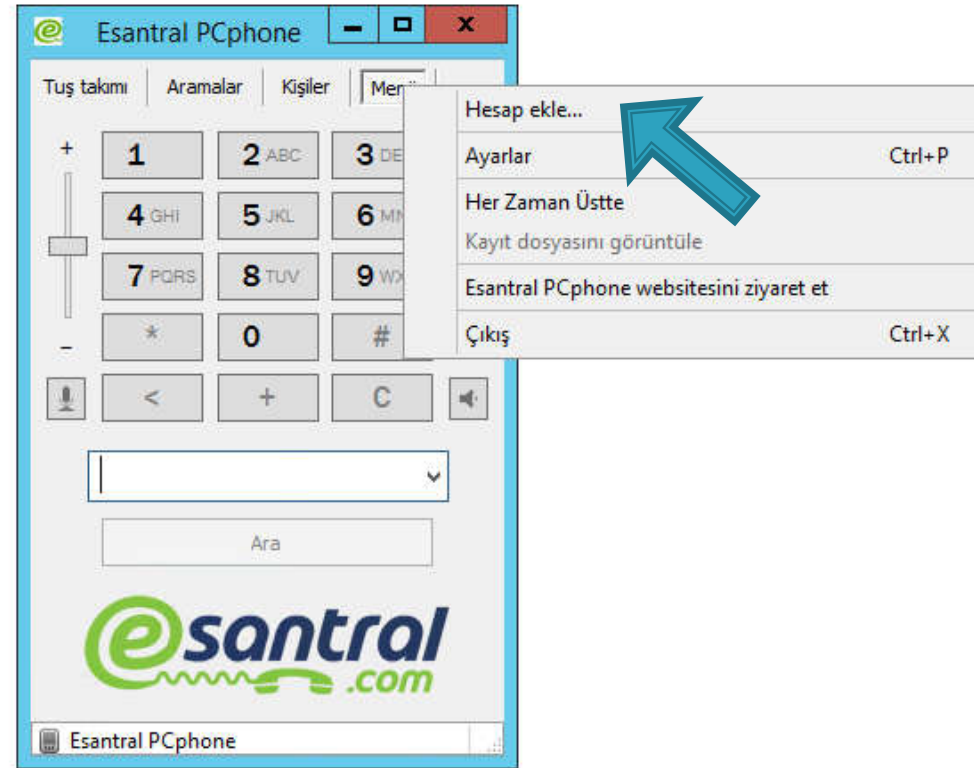 Esantral PCphone
Tuş takımı Aramalar Kişiler
Hesap ekle...
Ayarlar Ctrl+P
Her Zaman Üstte
Kayıt dosyasını görüntüle
Esantral PCphone websitesini ziyaret et
Çıkış Ctrl+X
+ 1 2 ABC 3
4 GHI 5 JKL 6
7 PQRS 8 TUV 9
- * 0 #
< + C
Ara
esantral
.com
Esantral PCphone